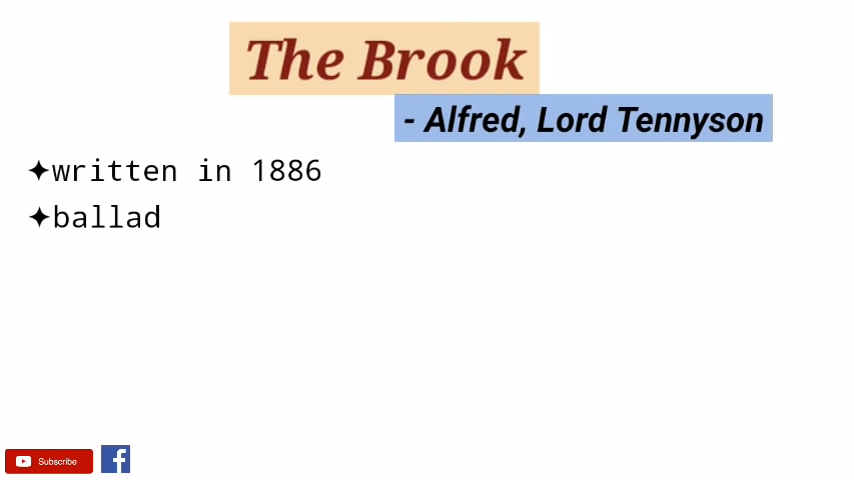 The Brook
- Alfred, Lord Tennyson
✦written in 1886
✦ballad
Subscribe
f